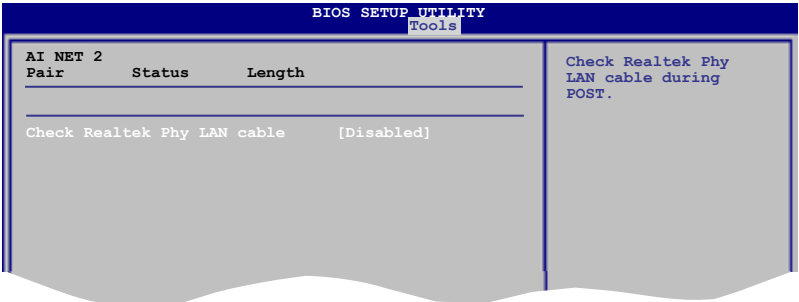 BIOS SETUP UTILITY
Tools
AI NET 2
Pair Status Length
Check Realtek Phy LAN cable [Disabled]
Check Realtek Phy
LAN cable during
POST.